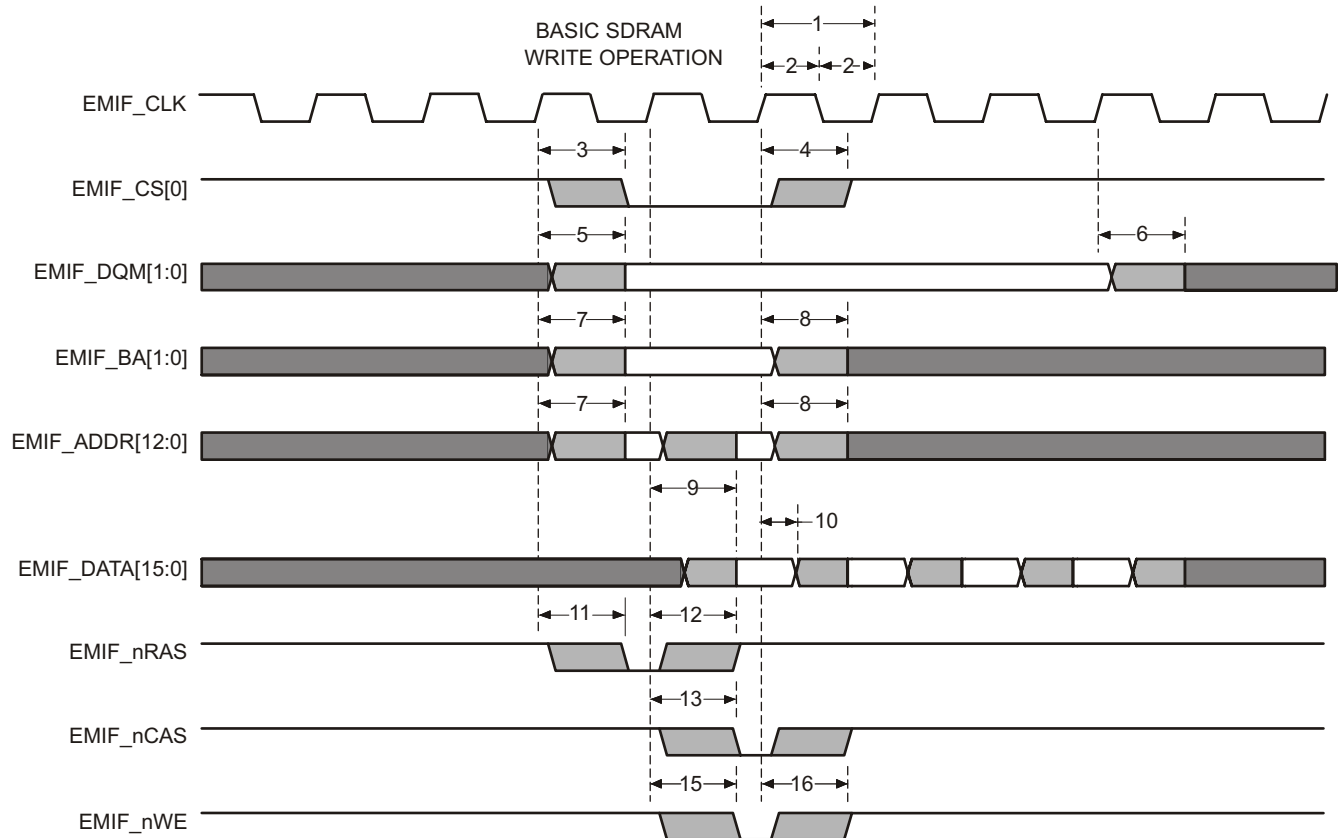 BASIC SDRAM
WRITE OPERATION
1
2 2
EMIF_CLK
3 4
EMIF_CS[0]
5 6
EMIF_DQM[1:0]
7 8
EMIF_BA[1:0]
7 8
EMIF_ADDR[12:0]
9
10
EMIF_DATA[15:0]
11 12
EMIF_nRAS
13
EMIF_nCAS
15 16
EMIF_nWE